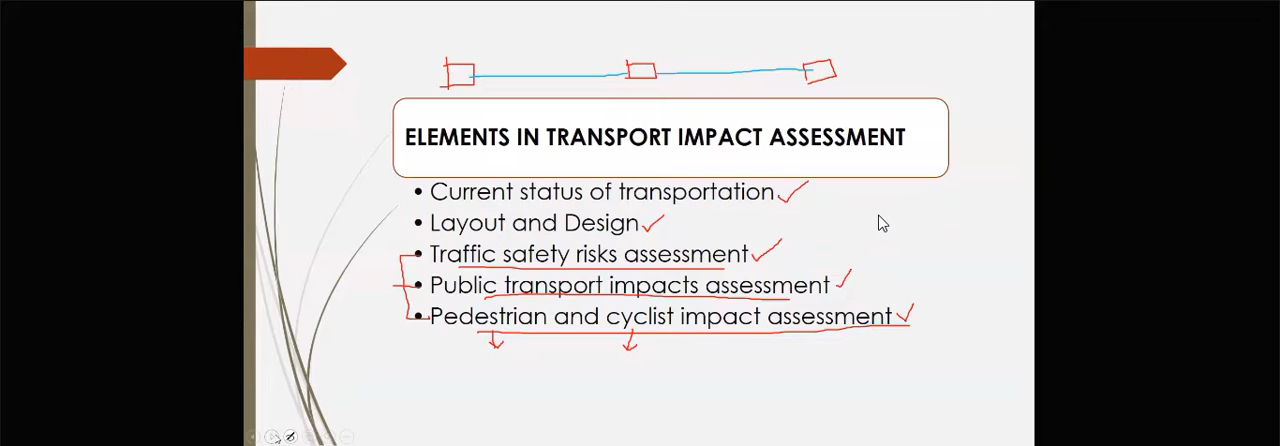 ELEMENTS IN TRANSPORT IMPACT ASSESSMENT
• Current status of transportation
• Layout and Design
• Traffic safety risks assessment
• Public transport impacts assessment
• Pedestrian and cyclist impact assessment